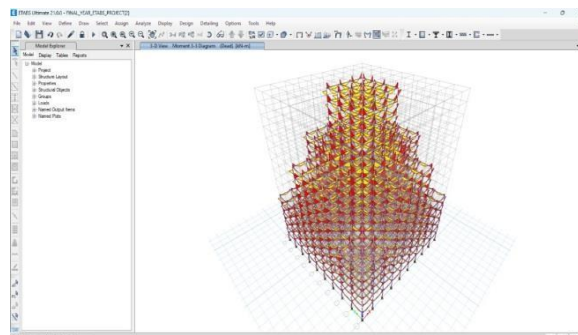 ETABS Ultimate 21.0.0 - FINAL_YEAR_ETABS_PROJECT(2)
File Edit View Define Draw Select Assign Analyze Display Design Detailing Options Tools Help
Model Explorer
3-D View Moment 3-3 Diagram (Dead) [kN-m]
Model Display Tables Reports
Model
Project
Structure Layout
Properties
Structural Objects
Groups
Loads
Named Output Items
Named Plots